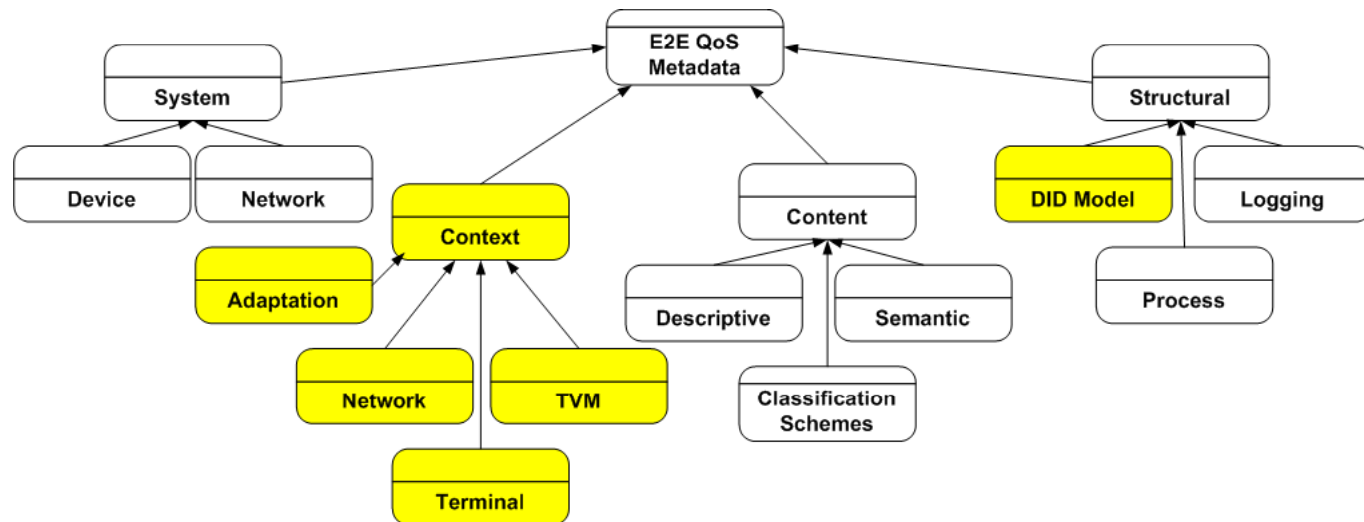 E2E QoS
Metadata
System
Structural
Device
Network
Context
Content
DID Model
Logging
Adaptation
Descriptive
Semantic
Process
Network
TVM
Classification
Schemes
Terminal